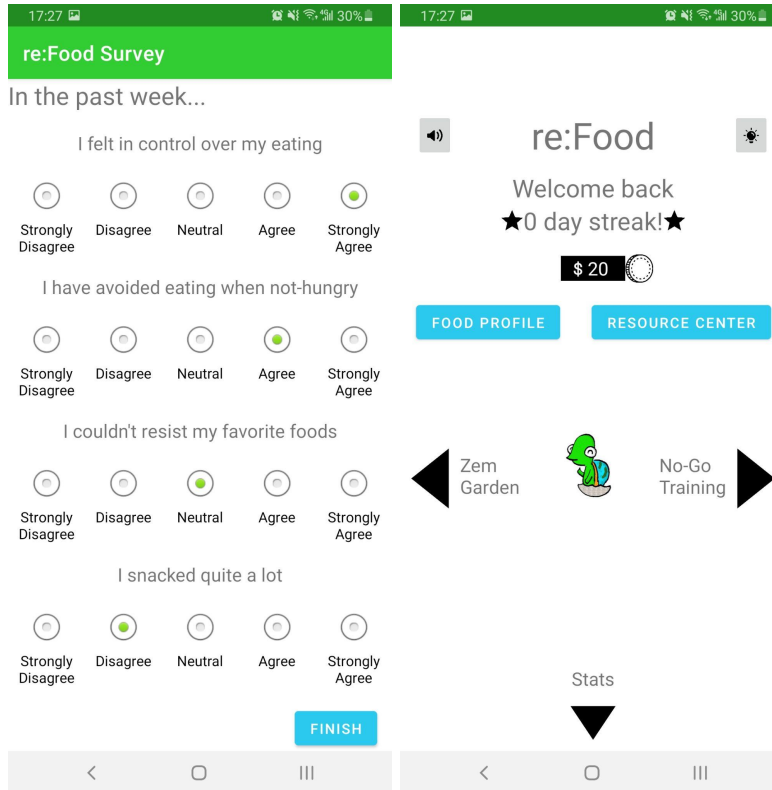 17:27 4G 30%
re:Food Survey
In the past week...
I felt in control over my eating
Strongly Disagree Disagree Neutral Agree Strongly Agree
I have avoided eating when not-hungry
Strongly Disagree Disagree Neutral Agree Strongly Agree
I couldn't resist my favorite foods
Strongly Disagree Disagree Neutral Agree Strongly Agree
I snacked quite a lot
Strongly Disagree Disagree Neutral Agree Strongly Agree
FINISH
17:27 4G 30%
re:Food
Welcome back
★0 day streak!★
$ 20
FOOD PROFILE RESOURCE CENTER
Zem
Garden
No-Go
Training
Stats